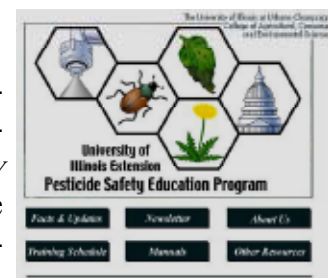 The University of Illinois at Urbana-Champaign
College of Agricultural, Consumer
and Environmental Sciences
University of
Illinois Extension
Pesticide Safety Education Program
Facts & Updates
Newsletter
About Us
Training Schedule
Manuals
Other Resources